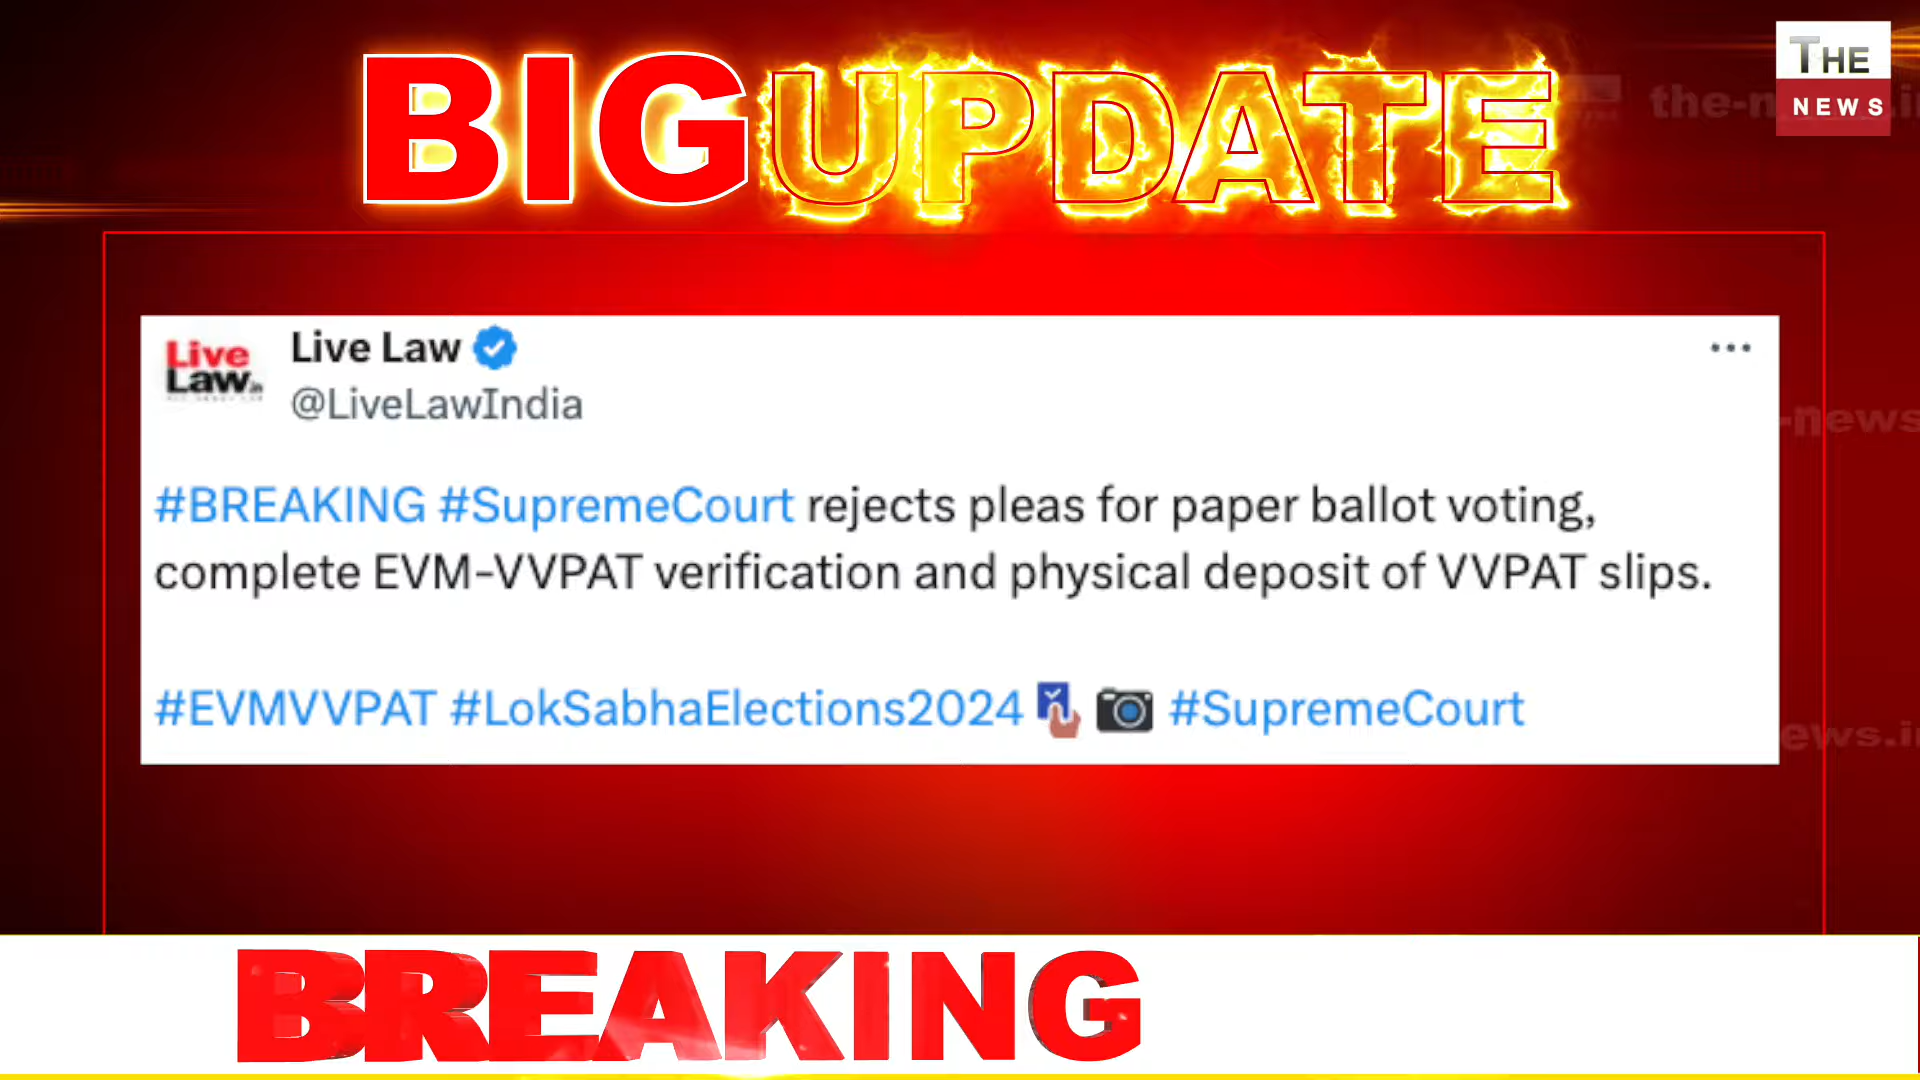 BIG UPDATE
THE
NEWS
Live Law
@LiveLawIndia
Live
Law.in
#BREAKING #SupremeCourt rejects pleas for paper ballot voting,
complete EVM-VVPAT verification and physical deposit of VVPAT slips.
#EVMVVPAT #LokSabhaElections2024 #SupremeCourt
BREAKING